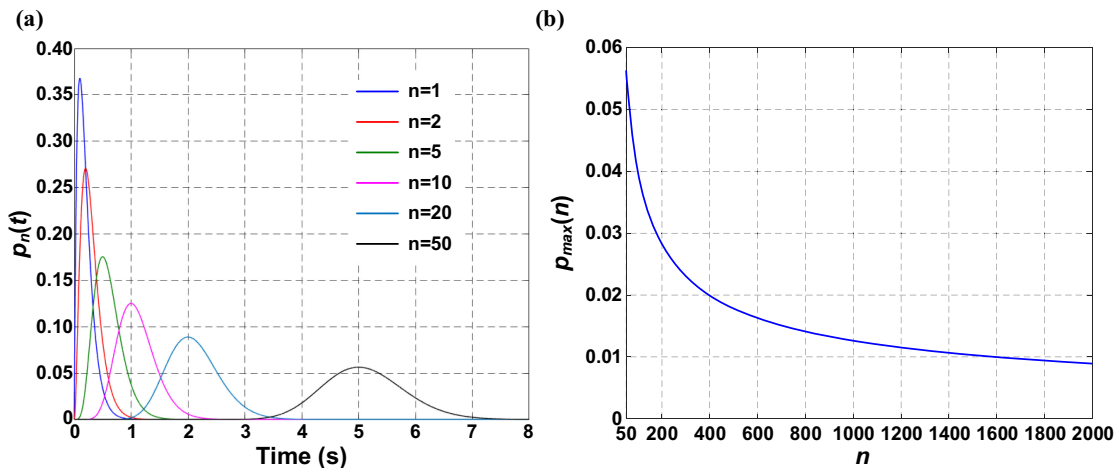 (a)
0.40
0.35
0.30
0.25
0.20
0.15
0.10
0.05
0
p_n(t)
n=1
n=2
n=5
n=10
n=20
n=50
0 1 2 3 4 5 6 7 8
Time (s)
(b)
0.06
0.05
0.04
0.03
0.02
0.01
0
p_max(n)
50 200 400 600 800 1000 1200 1400 1600 1800 2000
n